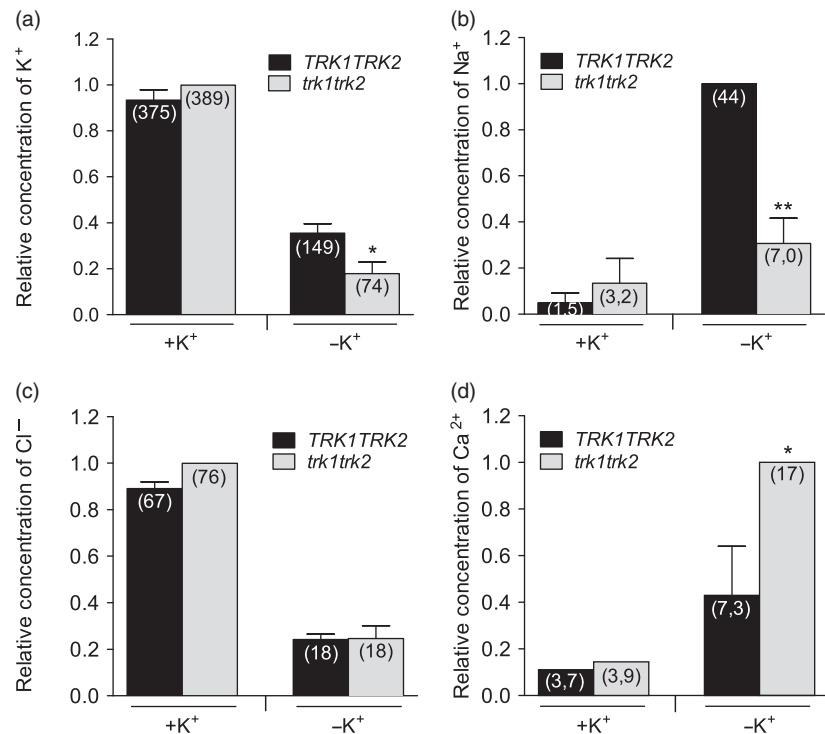 (a)
Relative concentration of K⁺
1.2
1.0
0.8
0.6
0.4
0.2
0.0
TRK1TRK2
trk1trk2
(375)
(389)
(149)
*
(74)
+K⁺
–K⁺
(b)
Relative concentration of Na⁺
1.2
1.0
0.8
0.6
0.4
0.2
0.0
TRK1TRK2
trk1trk2
(1,5)
(3,2)
(44)
**
(7,0)
+K⁺
–K⁺
(c)
Relative concentration of Cl⁻
1.2
1.0
0.8
0.6
0.4
0.2
0.0
TRK1TRK2
trk1trk2
(67)
(76)
(18)
(18)
+K⁺
–K⁺
(d)
Relative concentration of Ca²⁺
1.2
1.0
0.8
0.6
0.4
0.2
0.0
TRK1TRK2
trk1trk2
(3,7)
(3,9)
(7,3)
*
(17)
+K⁺
–K⁺